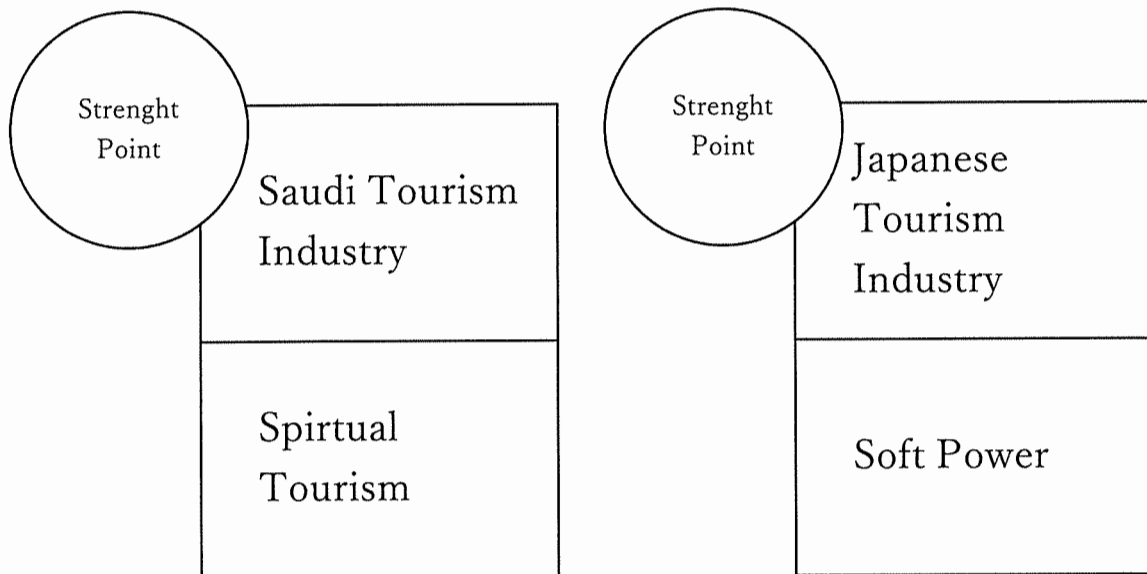 Strenght
Point
Saudi Tourism
Industry
Spirtual
Tourism
Strenght
Point
Japanese
Tourism
Industry
Soft Power